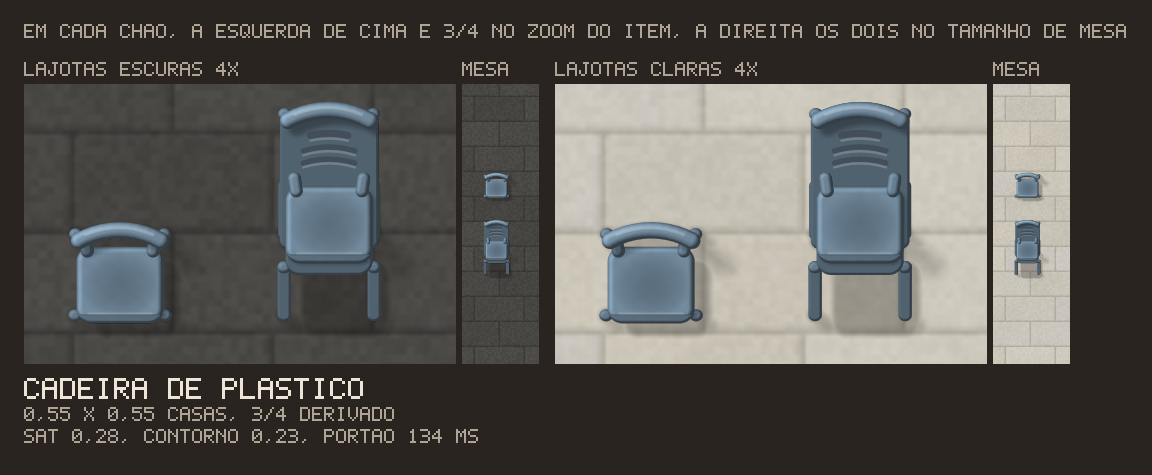 EM CADA CHAO, A ESQUERDA DE CIMA E 3/4 NO ZOOM DO ITEM, A DIREITA OS DOIS NO TAMANHO DE MESA
LAJOTAS ESCURAS 4X MESA LAJOTAS CLARAS 4X MESA
CADEIRA DE PLASTICO
0,55 X 0,55 CASAS, 3/4 DERIVADO
SAT 0,28, CONTORNO 0,23, PORTAO 134 MS